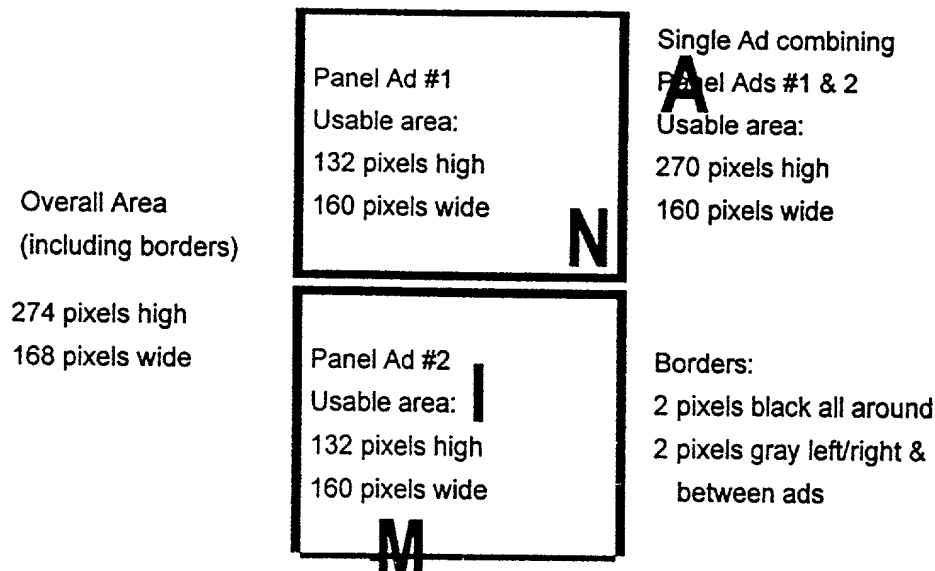 Overall Area
(including borders)
274 pixels high
168 pixels wide
Panel Ad #1
Usable area:
132 pixels high
160 pixels wide
N
Single Ad combining
Panel Ads #1 & 2
A
Usable area:
270 pixels high
160 pixels wide
Panel Ad #2
Usable area:
I
132 pixels high
160 pixels wide
M
Borders:
2 pixels black all around
2 pixels gray left/right &
between ads